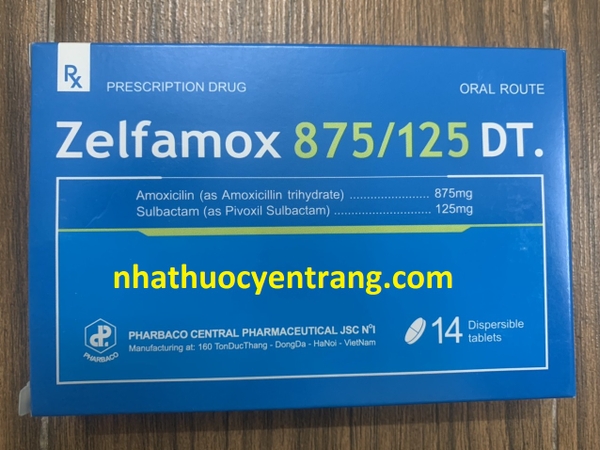 Rx
PRESCRIPTION DRUG
ORAL ROUTE
Zelfamox 875/125 DT.
Amoxicilin (as Amoxicillin trihydrate) ....................... 875mg
Sulbactam (as Pivoxil Sulbactam) ............................ 125mg
nhathuocyentrang.com
PHARBACO
PHARBACO CENTRAL PHARMACEUTICAL JSC NºI
Manufacturing at: 160 TonDucThang - DongDa - HaNoi - VietNam
14 Dispersible
tablets